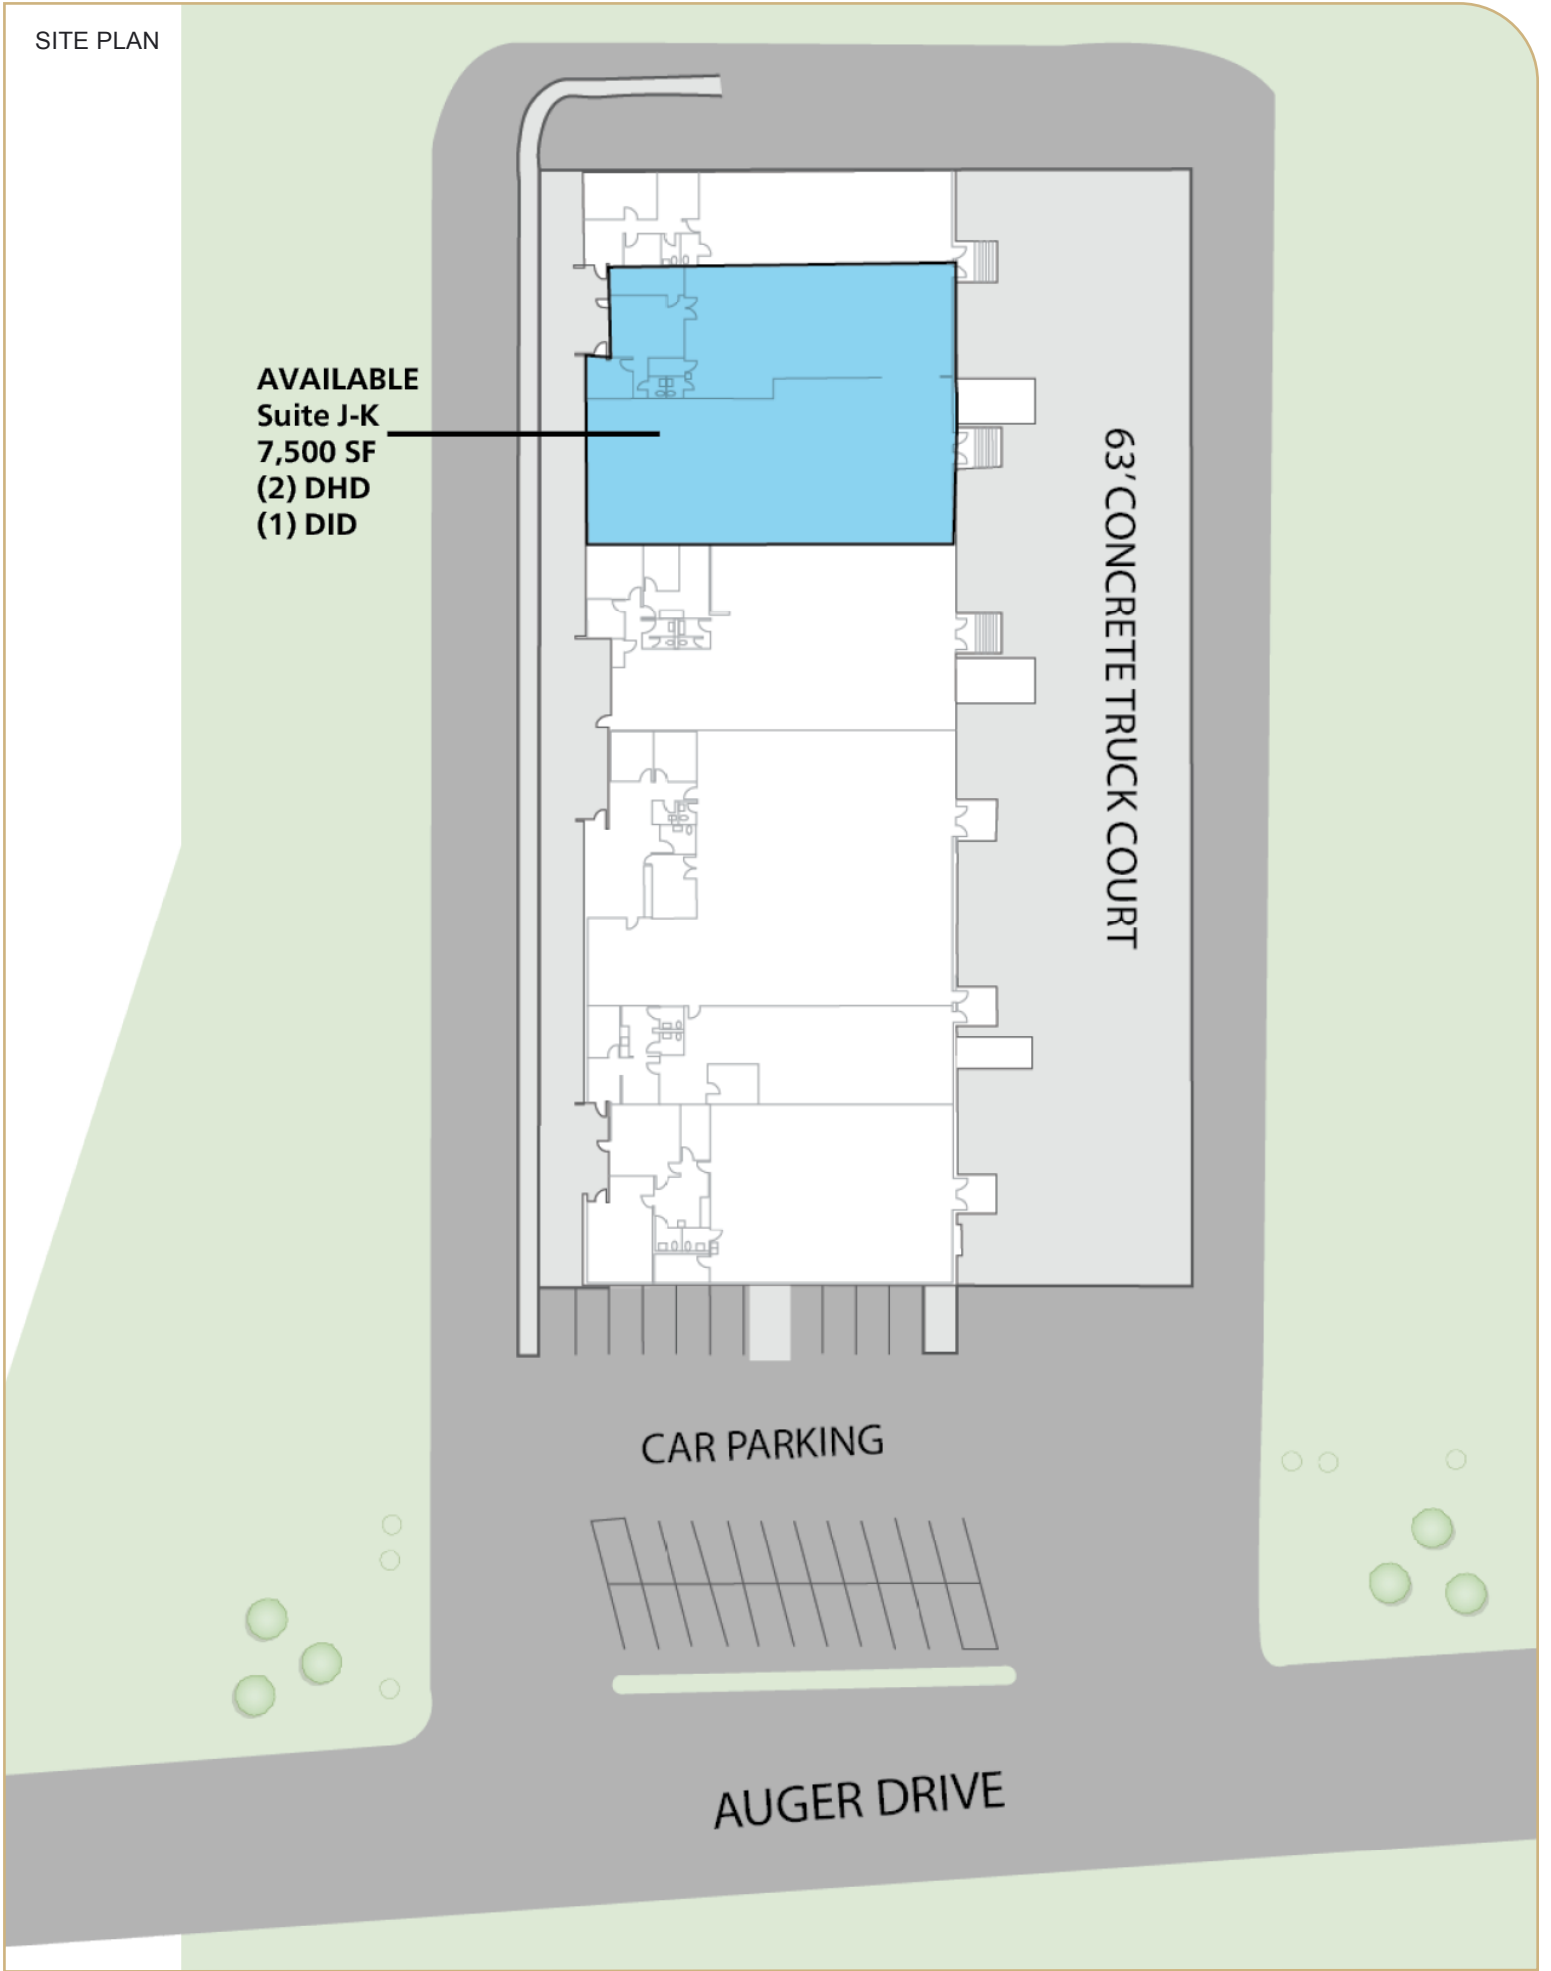 SITE PLAN
AVAILABLE
Suite J-K
7,500 SF
(2) DHD
(1) DID
63' CONCRETE TRUCK COURT
CAR PARKING
AUGER DRIVE